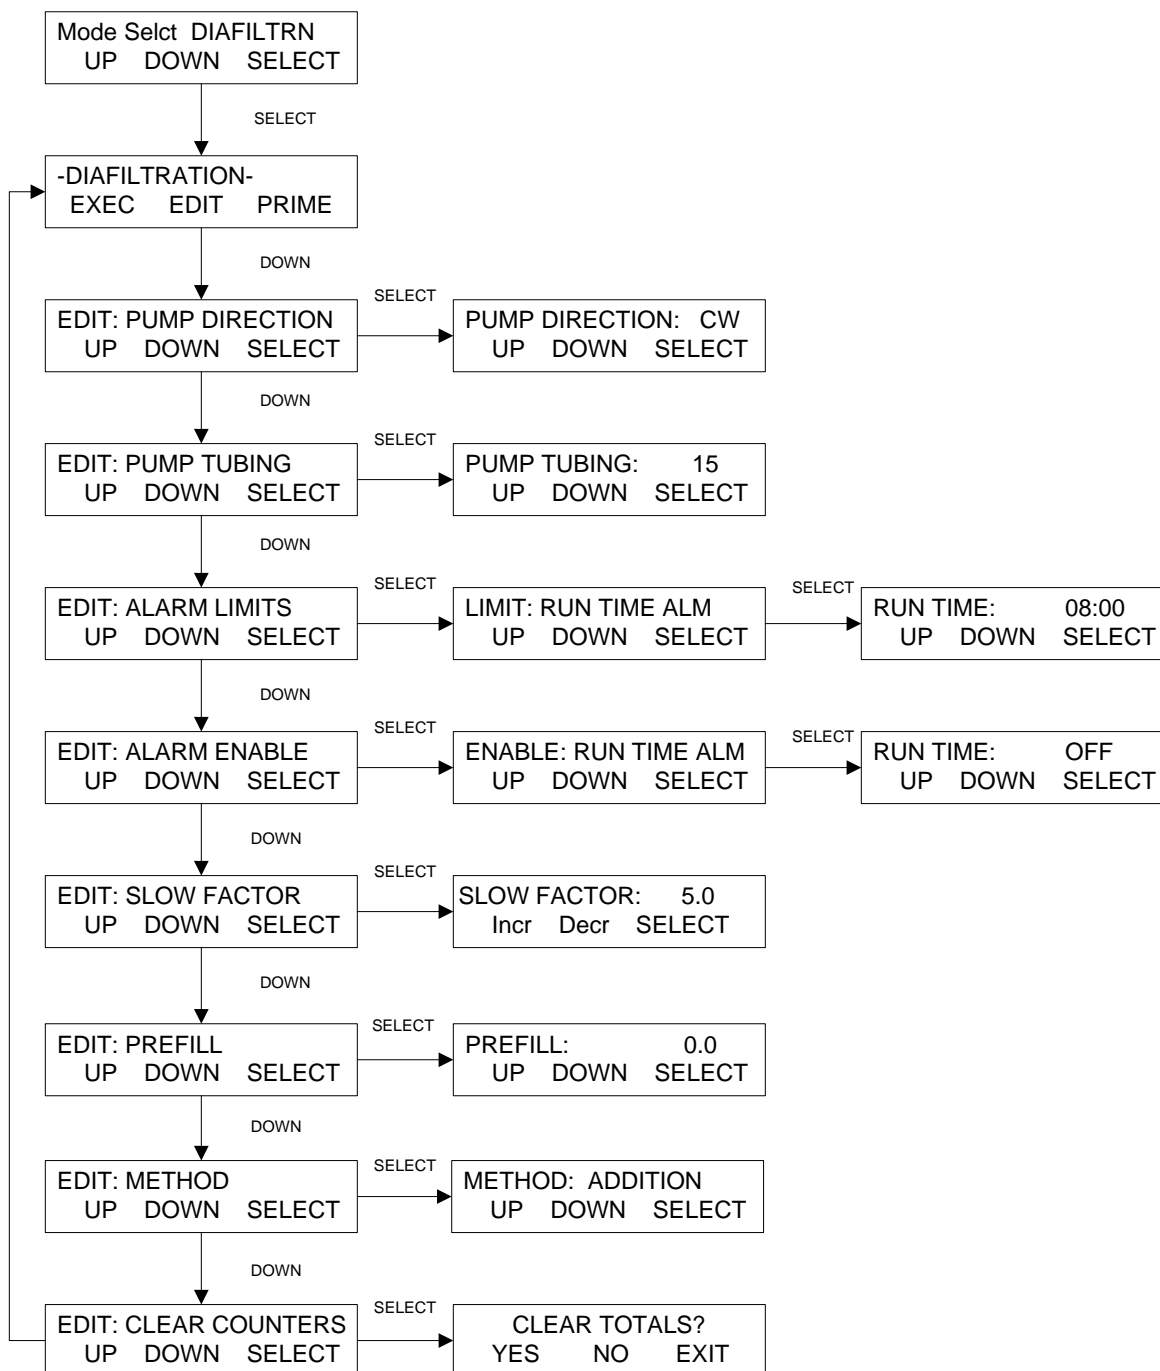 Mode Selct DIAFILTRN
UP DOWN SELECT
SELECT
-DIAFILTRATION-
EXEC EDIT PRIME
DOWN
EDIT: PUMP DIRECTION
UP DOWN SELECT
SELECT
PUMP DIRECTION: CW
UP DOWN SELECT
DOWN
EDIT: PUMP TUBING
UP DOWN SELECT
SELECT
PUMP TUBING: 15
UP DOWN SELECT
DOWN
EDIT: ALARM LIMITS
UP DOWN SELECT
SELECT
LIMIT: RUN TIME ALM
UP DOWN SELECT
SELECT
RUN TIME: 08:00
UP DOWN SELECT
DOWN
EDIT: ALARM ENABLE
UP DOWN SELECT
SELECT
ENABLE: RUN TIME ALM
UP DOWN SELECT
SELECT
RUN TIME: OFF
UP DOWN SELECT
DOWN
EDIT: SLOW FACTOR
UP DOWN SELECT
SELECT
SLOW FACTOR: 5.0
Incr Decr SELECT
DOWN
EDIT: PREFILL
UP DOWN SELECT
SELECT
PREFILL: 0.0
UP DOWN SELECT
DOWN
EDIT: METHOD
UP DOWN SELECT
SELECT
METHOD: ADDITION
UP DOWN SELECT
DOWN
EDIT: CLEAR COUNTERS
UP DOWN SELECT
SELECT
CLEAR TOTALS?
YES NO EXIT